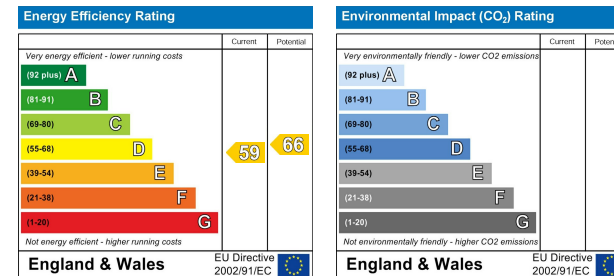 Energy Efficiency Rating
Current
Potential
Very energy efficient - lower running costs
(92 plus) A
(81-91) B
(69-80) C
(55-68) D
(39-54) E
(21-38) F
(1-20) G
59
66
Not energy efficient - higher running costs
England & Wales
EU Directive
2002/91/EC
Environmental Impact (CO₂) Rating
Current
Poten
Very environmentally friendly - lower CO2 emissions
(92 plus) A
(81-91) B
(69-80) C
(55-68) D
(39-54) E
(21-38) F
(1-20) G
Not environmentally friendly - higher CO2 emissions
England & Wales
EU Directive
2002/91/EC